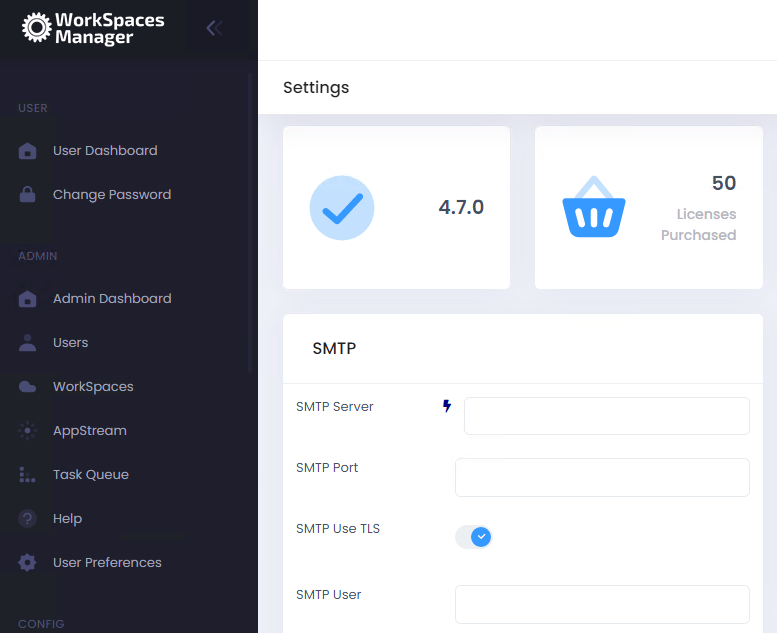 WorkSpaces
Manager
USER
User Dashboard
Change Password
ADMIN
Admin Dashboard
Users
WorkSpaces
AppStream
Task Queue
Help
User Preferences
CONFIG
Settings
4.7.0
50
Licenses
Purchased
SMTP
SMTP Server
SMTP Port
SMTP Use TLS
SMTP User